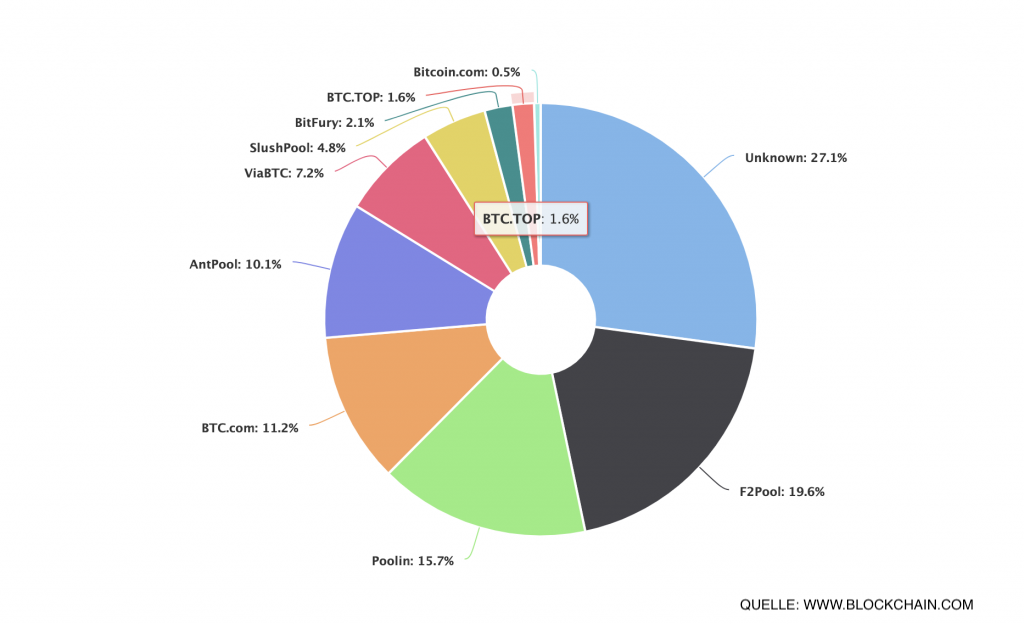 Bitcoin.com: 0.5%
BTC.TOP: 1.6%
BitFury: 2.1%
SlushPool: 4.8%
ViaBTC: 7.2%
Unknown: 27.1%
BTC.TOP: 1.6%
AntPool: 10.1%
BTC.com: 11.2%
F2Pool: 19.6%
Poolin: 15.7%
QUELLE: WWW.BLOCKCHAIN.COM